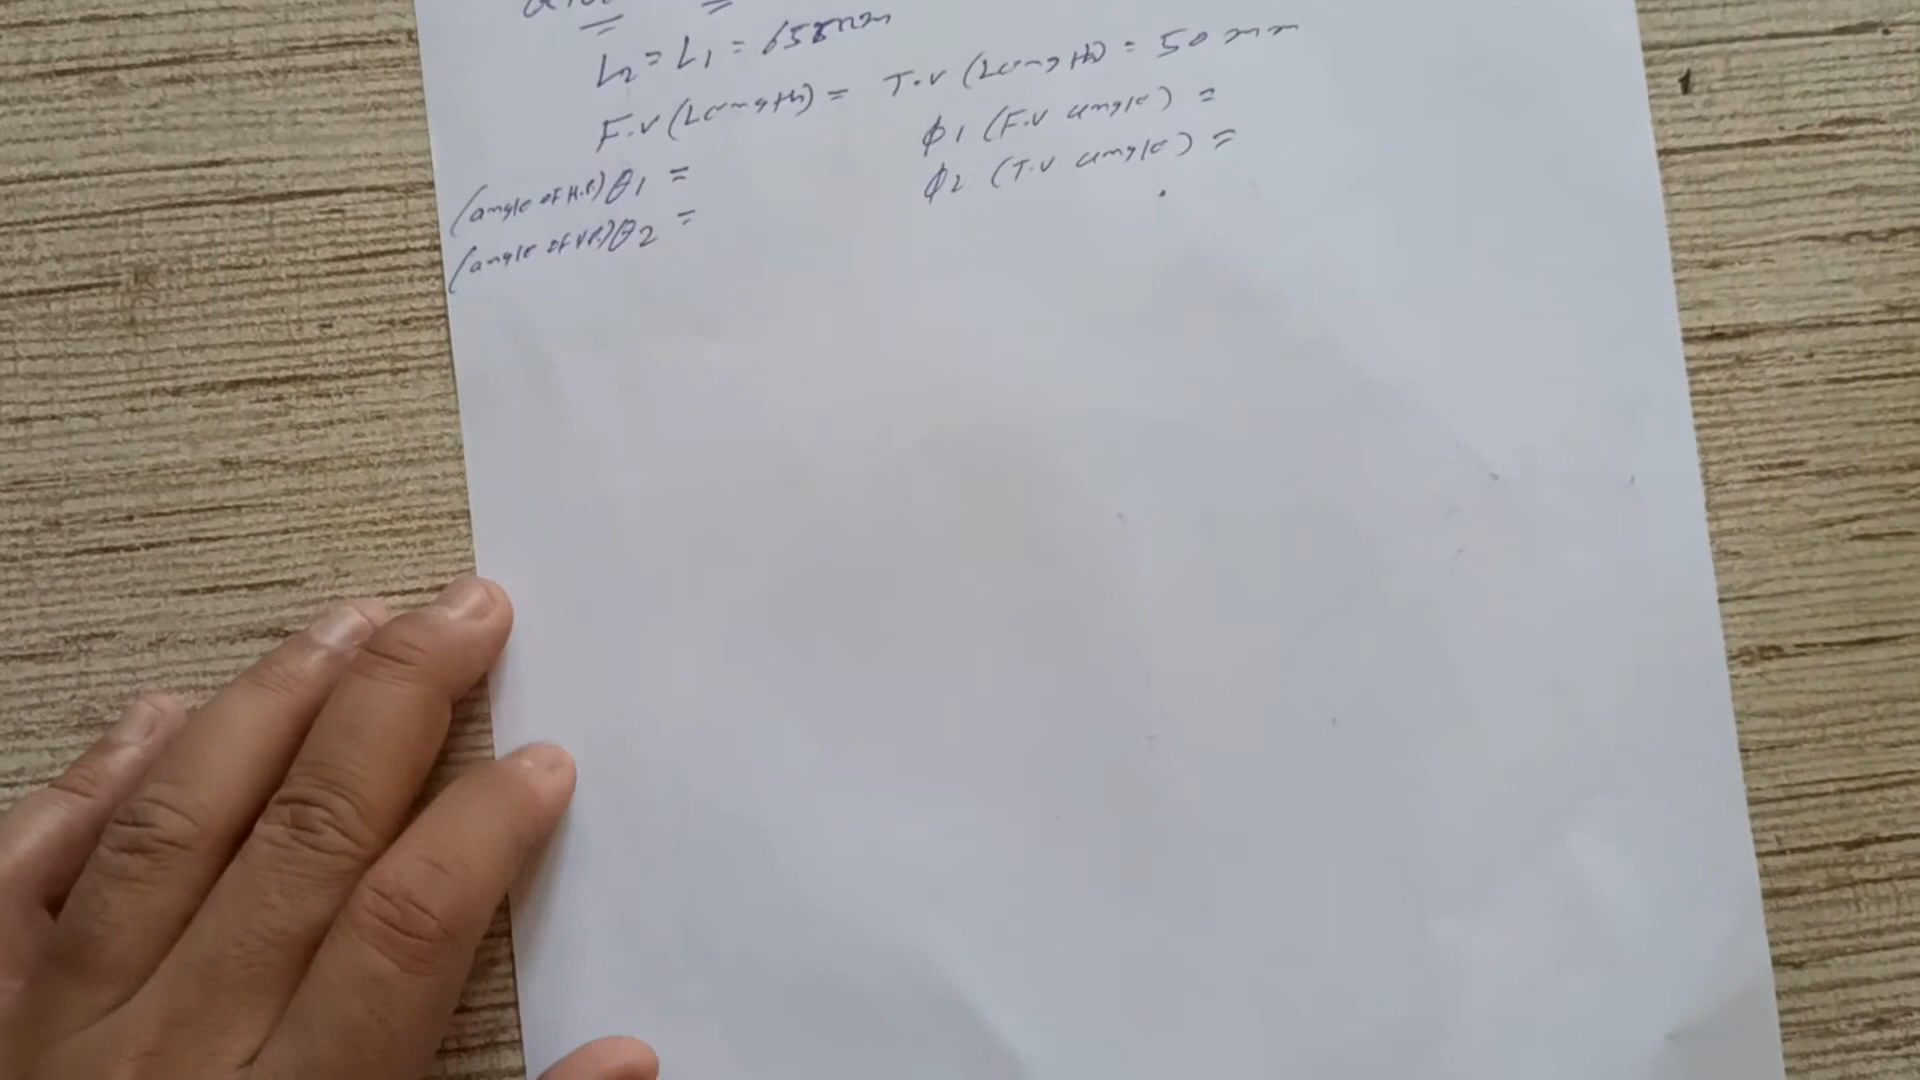 L2 = L1 = 65mm
F.V (Length) = T.V (Length) = 50 mm
(angle of H.P.) θ1 =
ϕ1 (F.V angle) =
(angle of V.P.) θ2 =
ϕ2 (T.V angle) =